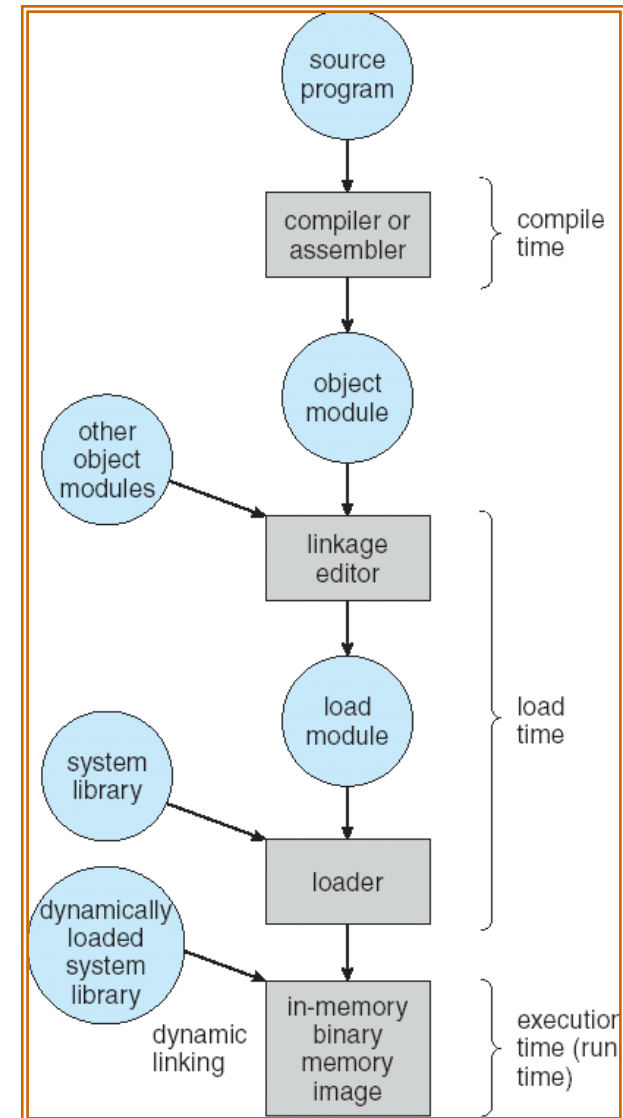 source
program
compiler or
assembler
compile
time
object
module
other
object
modules
linkage
editor
load
module
load
time
system
library
loader
dynamically
loaded
system
library
dynamic
linking
in-memory
binary
memory
image
execution
time (run
time)